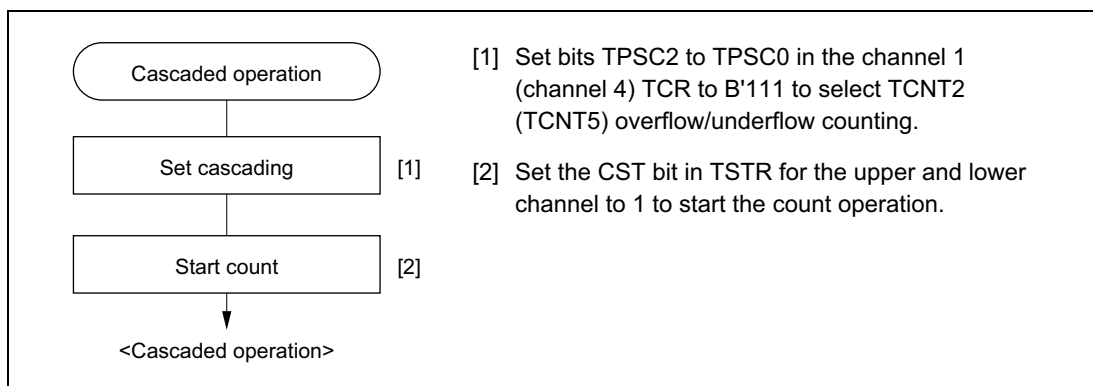 Cascaded operation
Set cascading
[1]
Start count
[2]
<Cascaded operation>
[1] Set bits TPSC2 to TPSC0 in the channel 1
(channel 4) TCR to B'111 to select TCNT2
(TCNT5) overflow/underflow counting.
[2] Set the CST bit in TSTR for the upper and lower
channel to 1 to start the count operation.